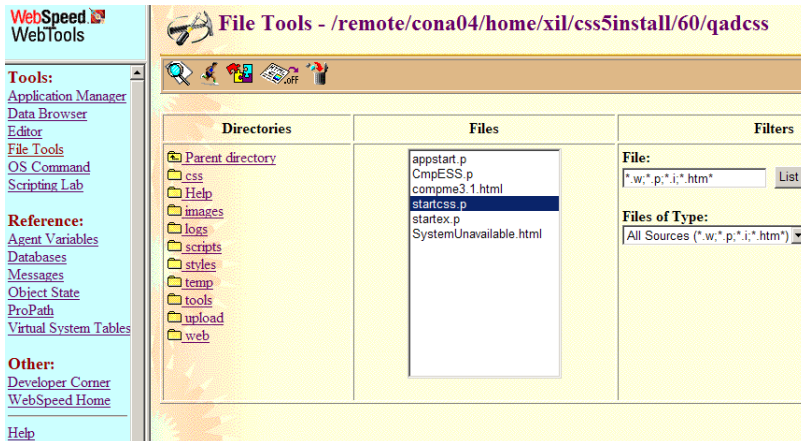 WebSpeed
WebTools
File Tools - /remote/cona04/home/xil/css5install/60/qadcss
.OFF
Tools:
Application Manager
Data Browser
Editor
File Tools
OS Command
Scripting Lab
Reference:
Agent Variables
Databases
Messages
Object State
ProPath
Virtual System Tables
Other:
Developer Corner
WebSpeed Home
Help
Directories
Parent directory
css
Help
images
logs
scripts
styles
temp
tools
upload
web
Files
appstart.p
CmpESS.p
compme3.1.html
startcss.p
startex.p
SystemUnavailable.html
Filters
File:
*.w;*.p;*.i;*.htm* List
Files of Type:
All Sources (*.w;*.p;*.i;*.htm*)